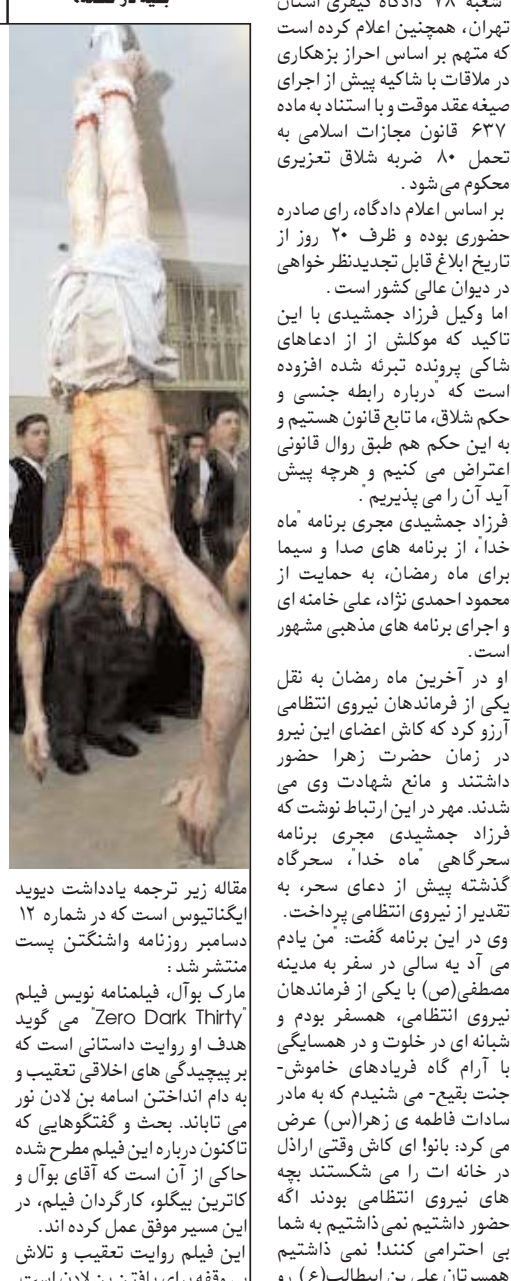 شعبه ۷۸ دادگاه کیفری استان
تهران، همچنین اعلام کرده است
که متهم بر اساس احراز بزهکاری
در ملاقات با شاکیه پیش از اجرای
صیغه عقد موقت و با استناد به ماده
۶۳۷ قانون مجازات اسلامی به
تحمل ۸۰ ضربه شلاق تعزیری
محکوم می‌شود .
بر اساس اعلام دادگاه، رای صادره
حضوری بوده و ظرف ۲۰ روز از
تاریخ ابلاغ قابل تجدیدنظر خواهی
در دیوان عالی کشور است .
اما وکیل فرزاد جمشیدی با این
تاکید که موکلش از از ادعاهای
شاکی پرونده تبرئه شده افزوده
است که "درباره رابطه جنسی و
حکم شلاق، ما تابع قانون هستیم و
به این حکم هم طبق روال قانونی
اعتراض می کنیم و هرچه پیش
آید آن را می پذیریم".
فرزاد جمشیدی مجری برنامه "ماه
خدا"، از برنامه های صدا و سیما
برای ماه رمضان، به حمایت از
محمود احمدی نژاد، علی خامنه ای
و اجرای برنامه های مذهبی مشهور
است.
او در آخرین ماه رمضان به نقل
یکی از فرماندهان نیروی انتظامی
آرزو کرد که کاش اعضای این نیرو
در زمان حضرت زهرا حضور
داشتند و مانع شهادت وی می
شدند. مهر در این ارتباط نوشت که
فرزاد جمشیدی مجری برنامه
سحرگاهی "ماه خدا"، سحرگاه
گذشته پیش از دعای سحر، به
تقدیر از نیروی انتظامی پرداخت.
وی در این برنامه گفت: "من یادم
می آد یه سالی در سفر به مدینه
مصطفی(ص) با یکی از فرماندهان
نیروی انتظامی، همسفر بودم و
شبانه ای در خلوت و در همسایگی
با آرام گاه فریادهای خاموش-
جنت بقیع- می شنیدم که به مادر
سادات فاطمه ی زهرا(س) عرض
می کرد: بانو! ای کاش وقتی اراذل
در خانه ات را می شکستند بچه
های نیروی انتظامی بودند اگه
حضور داشتیم نمی‌ذاشتیم به شما
بی احترامی کنند! نمی ذاشتیم
همسرتان علی بن ابیطالب(ع) رو
مقاله زیر ترجمه یادداشت دیوید
ایگناتیوس است که در شماره ۱۲
دسامبر روزنامه واشنگتن پست
منتشر شد :
مارک بوآل، فیلمنامه نویس فیلم
"Zero Dark Thirty" می گوید
هدف او روایت داستانی است که
بر پیچیدگی های اخلاقی تعقیب و
به دام انداختن اسامه بن لادن نور
می تاباند. بحث و گفتگوهایی که
تاکنون درباره این فیلم مطرح شده
حاکی از آن است که آقای بوآل و
کاترین بیگلو، کارگردان فیلم، در
این مسیر موفق عمل کرده اند.
این فیلم روایت تعقیب و تلاش
بی وقفه برای یافتن بن لادن است